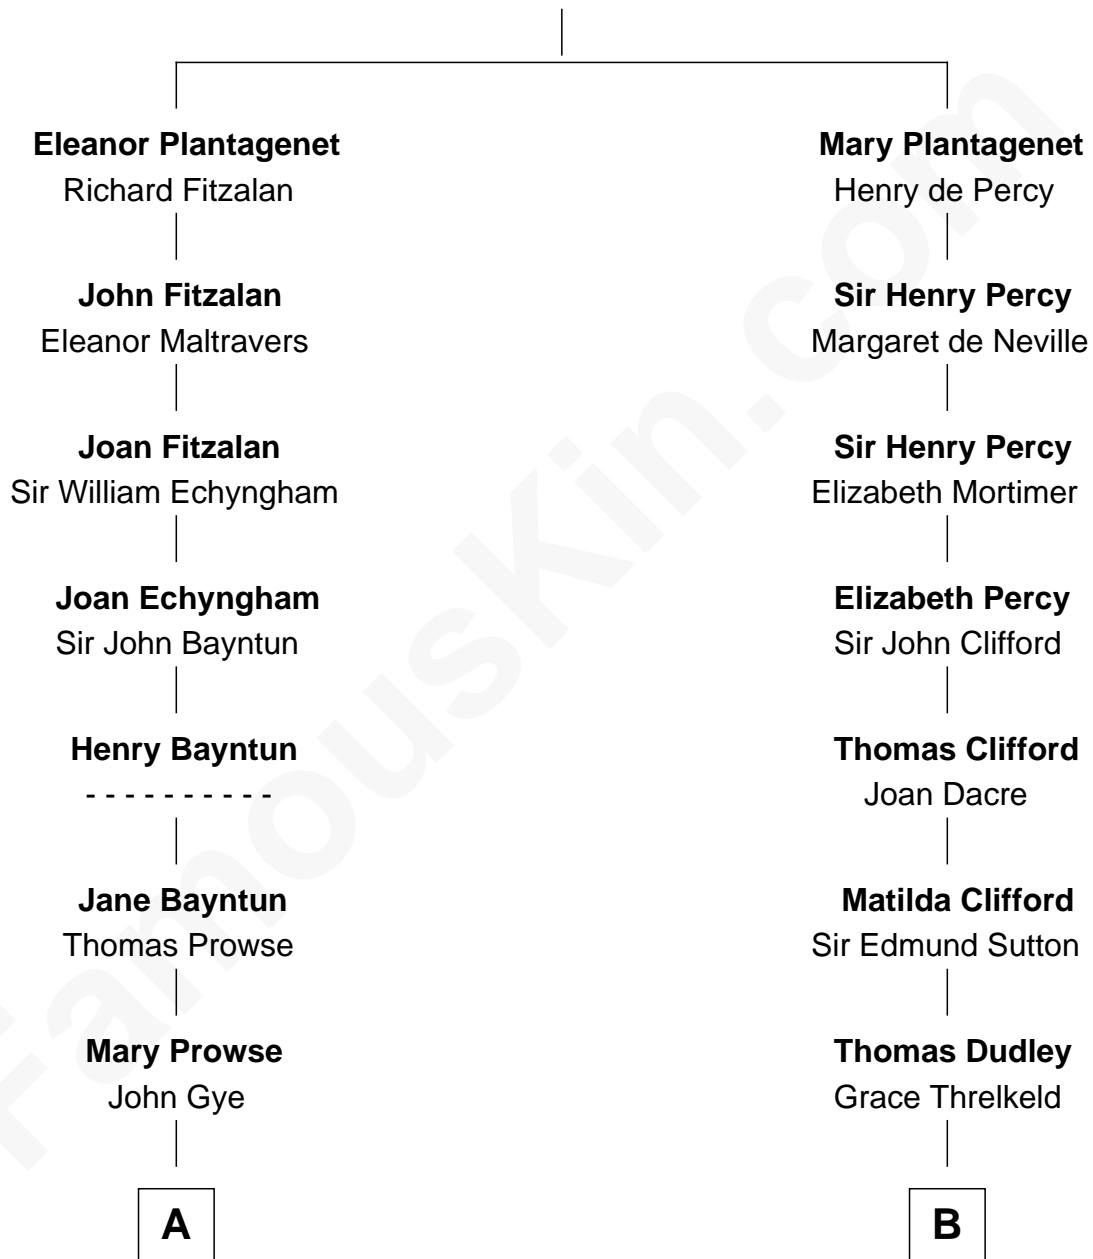 Eleanor Plantagenet
Richard Fitzalan
John Fitzalan
Eleanor Maltravers
Joan Fitzalan
Sir William Echyngham
Joan Echyngham
Sir John Bayntun
Henry Bayntun
- - - - - - - - - -
Jane Bayntun
Thomas Prowse
Mary Prowse
John Gye
A
Mary Plantagenet
Henry de Percy
Sir Henry Percy
Margaret de Neville
Sir Henry Percy
Elizabeth Mortimer
Elizabeth Percy
Sir John Clifford
Thomas Clifford
Joan Dacre
Matilda Clifford
Sir Edmund Sutton
Thomas Dudley
Grace Threlkeld
B
FamousKin.com